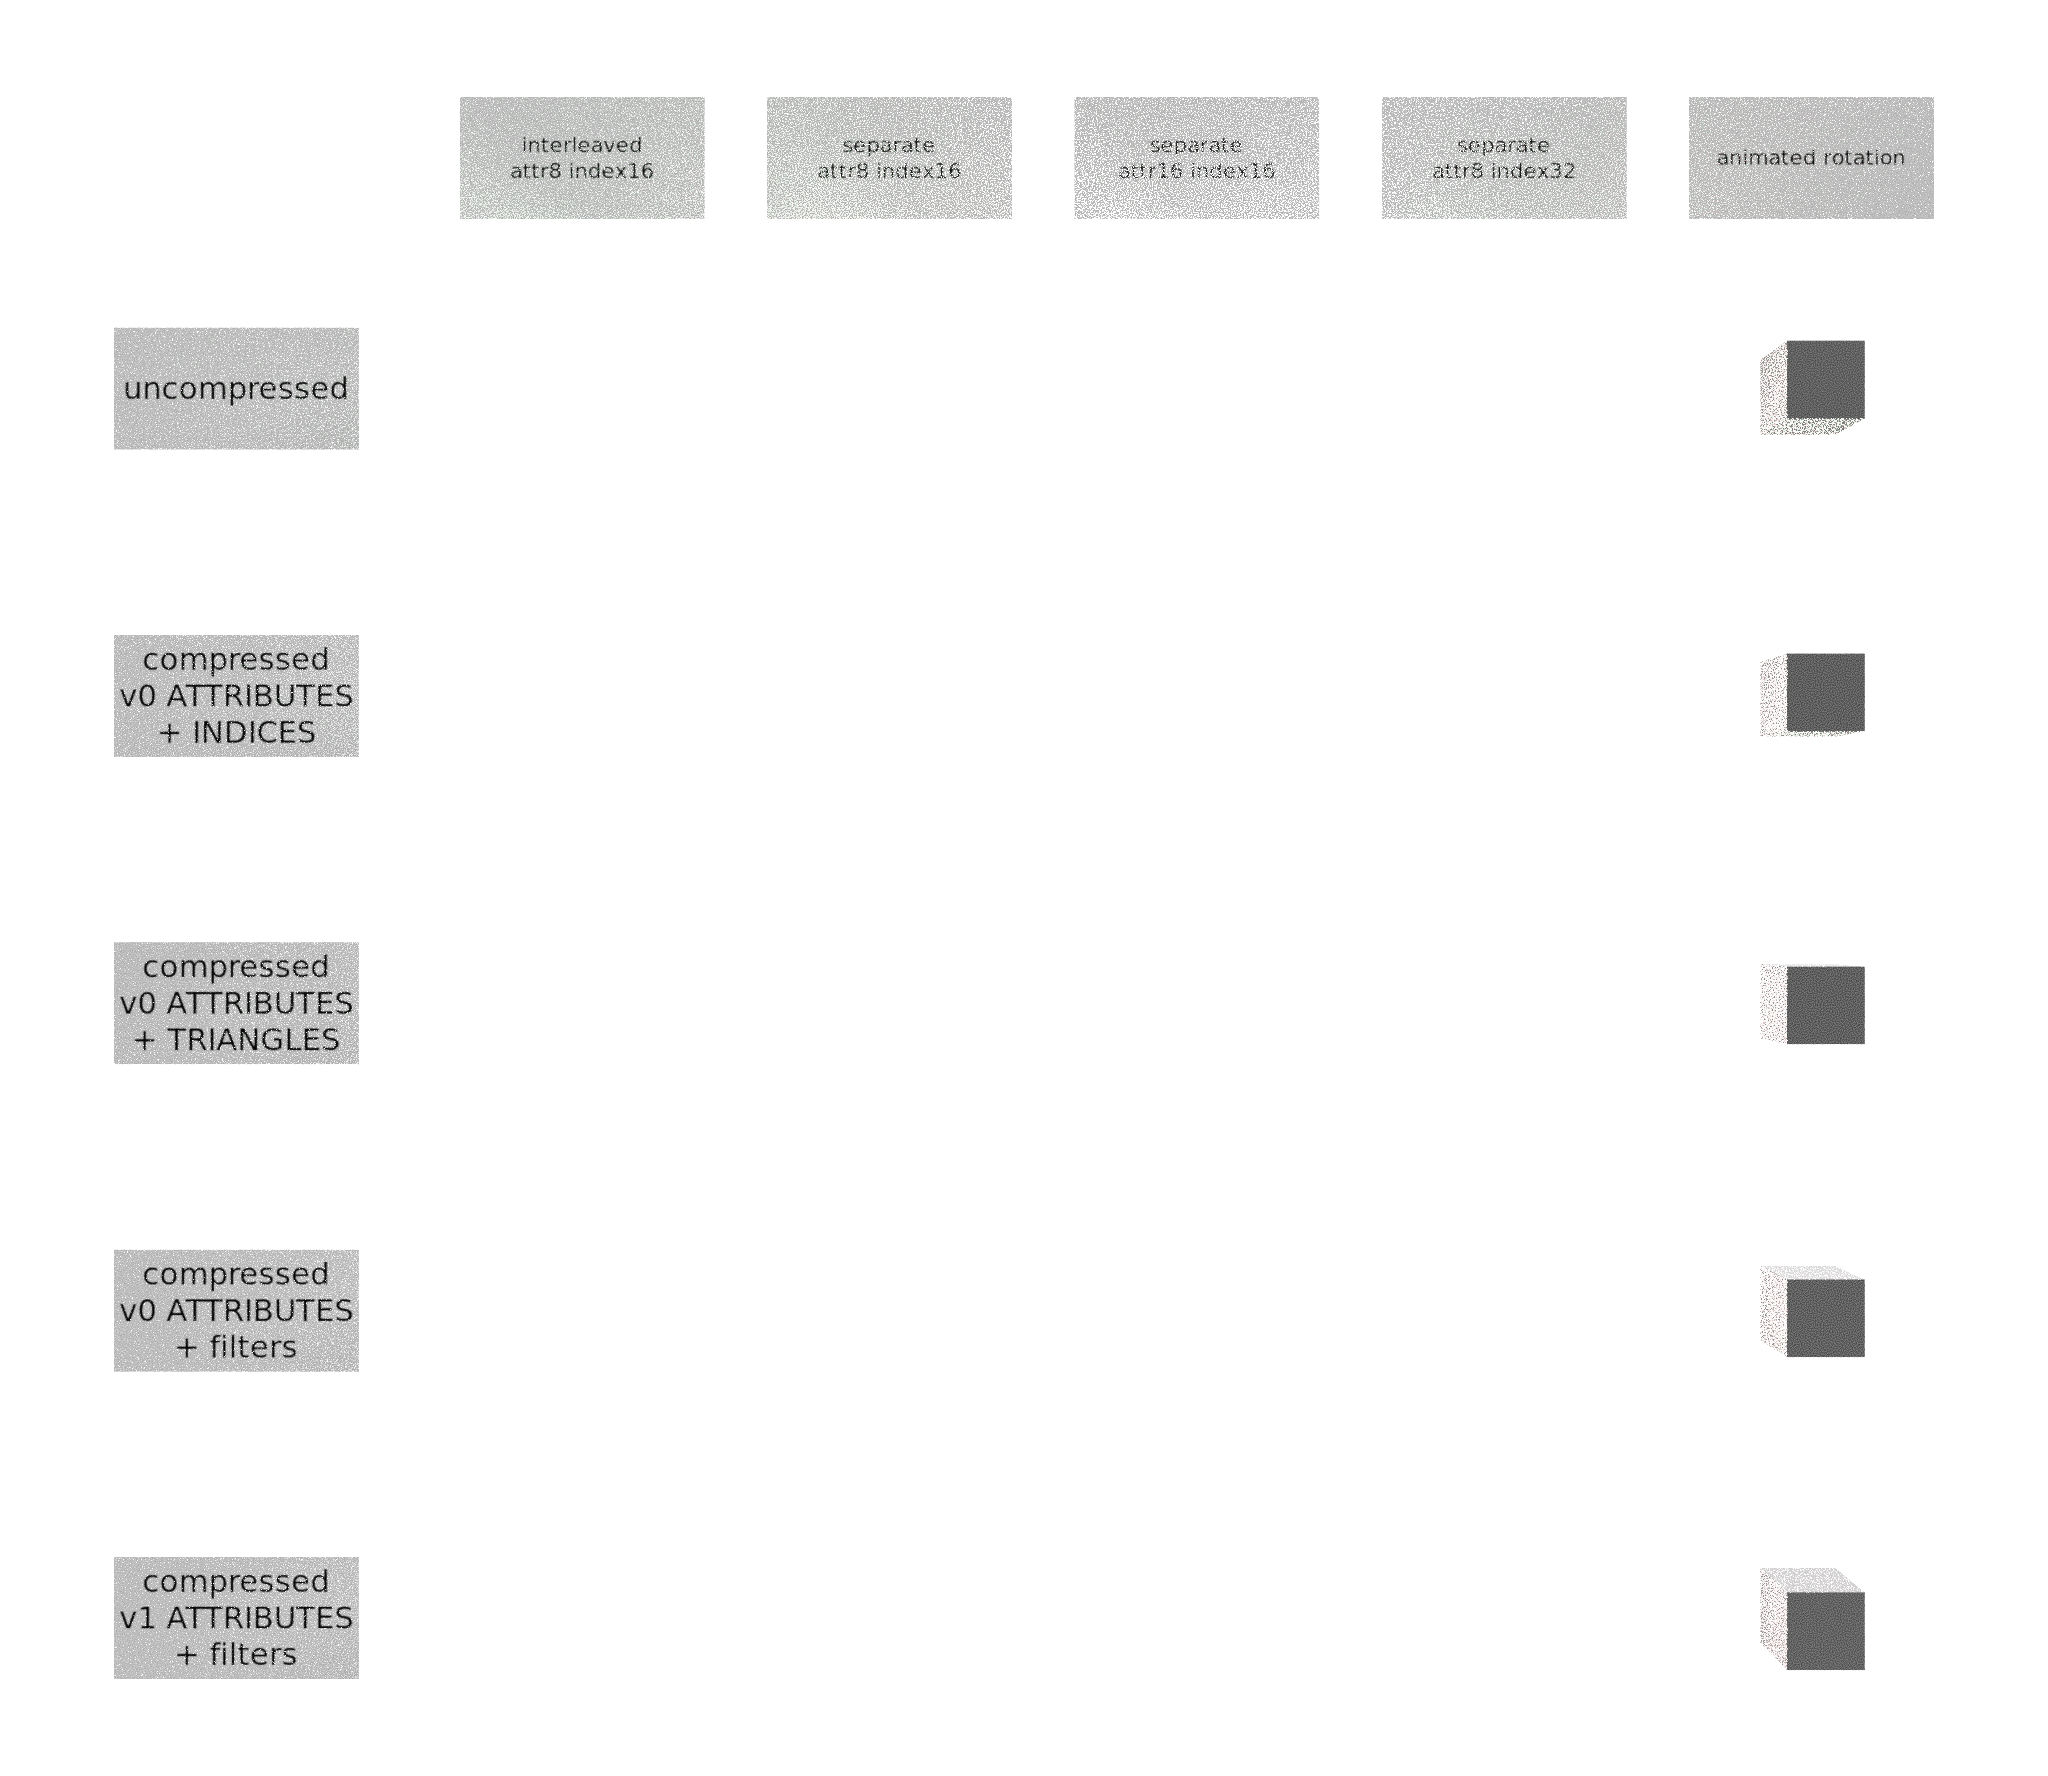 interleaved
attr8 index16
separate
attr8 index16
separate
attr16 index16
separate
attr8 index32
animated rotation
uncompressed
compressed
v0 ATTRIBUTES
+ INDICES
compressed
v0 ATTRIBUTES
+ TRIANGLES
compressed
v0 ATTRIBUTES
+ filters
compressed
v1 ATTRIBUTES
+ filters